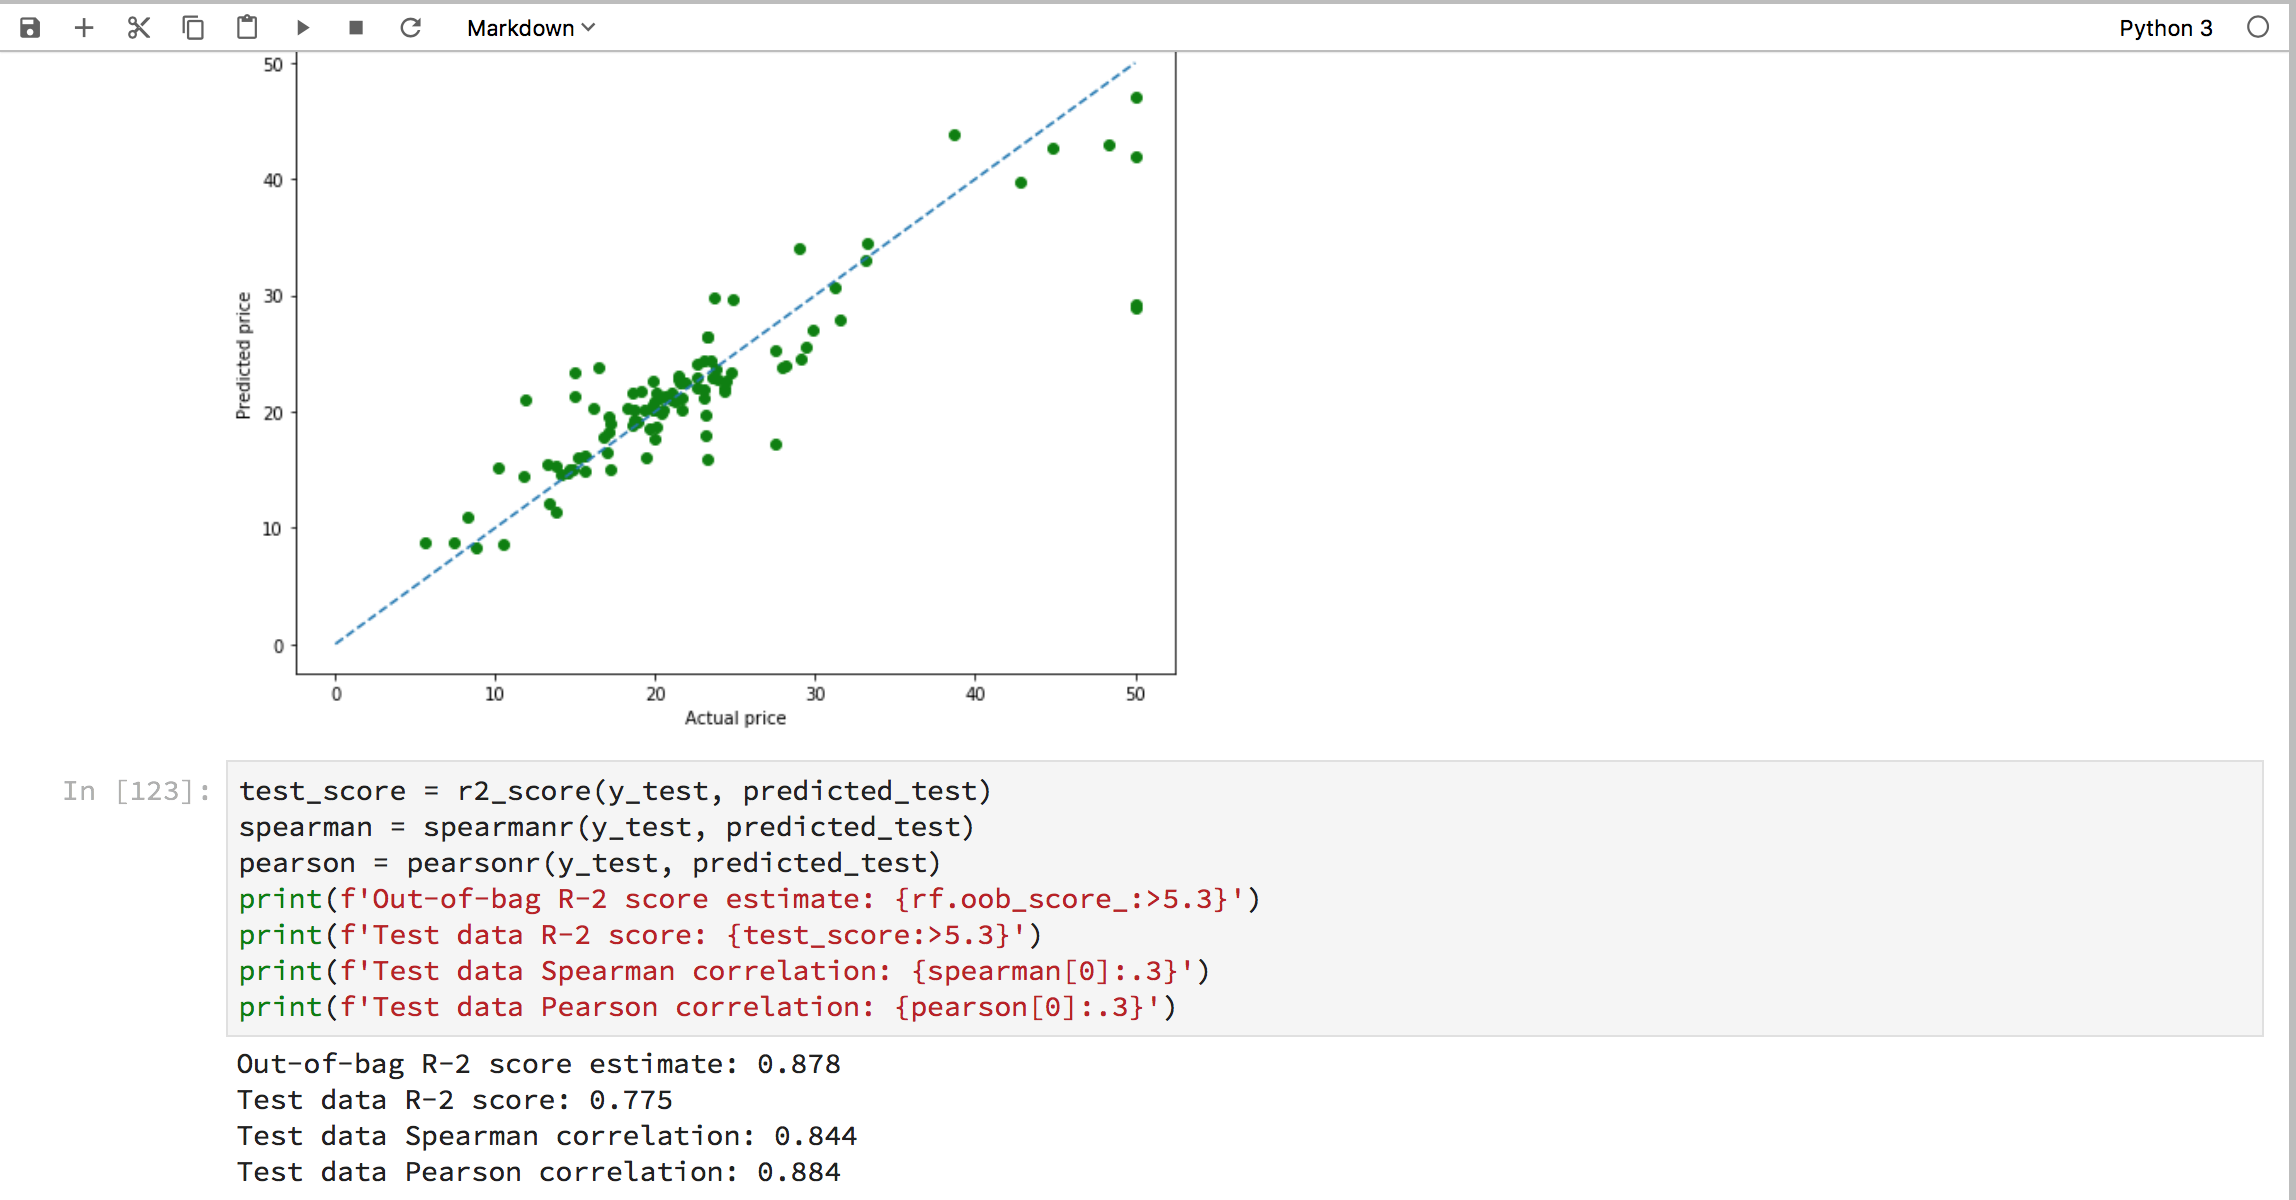 Markdown Python 3
50
40
30
20
10
0
Predicted price
0 10 20 30 40 50
Actual price
In [123]:
test_score = r2_score(y_test, predicted_test)
spearman = spearmanr(y_test, predicted_test)
pearson = pearsonr(y_test, predicted_test)
print(f'Out-of-bag R-2 score estimate: {rf.oob_score_:>5.3}')
print(f'Test data R-2 score: {test_score:>5.3}')
print(f'Test data Spearman correlation: {spearman[0]:.3}')
print(f'Test data Pearson correlation: {pearson[0]:.3}')
Out-of-bag R-2 score estimate: 0.878
Test data R-2 score: 0.775
Test data Spearman correlation: 0.844
Test data Pearson correlation: 0.884